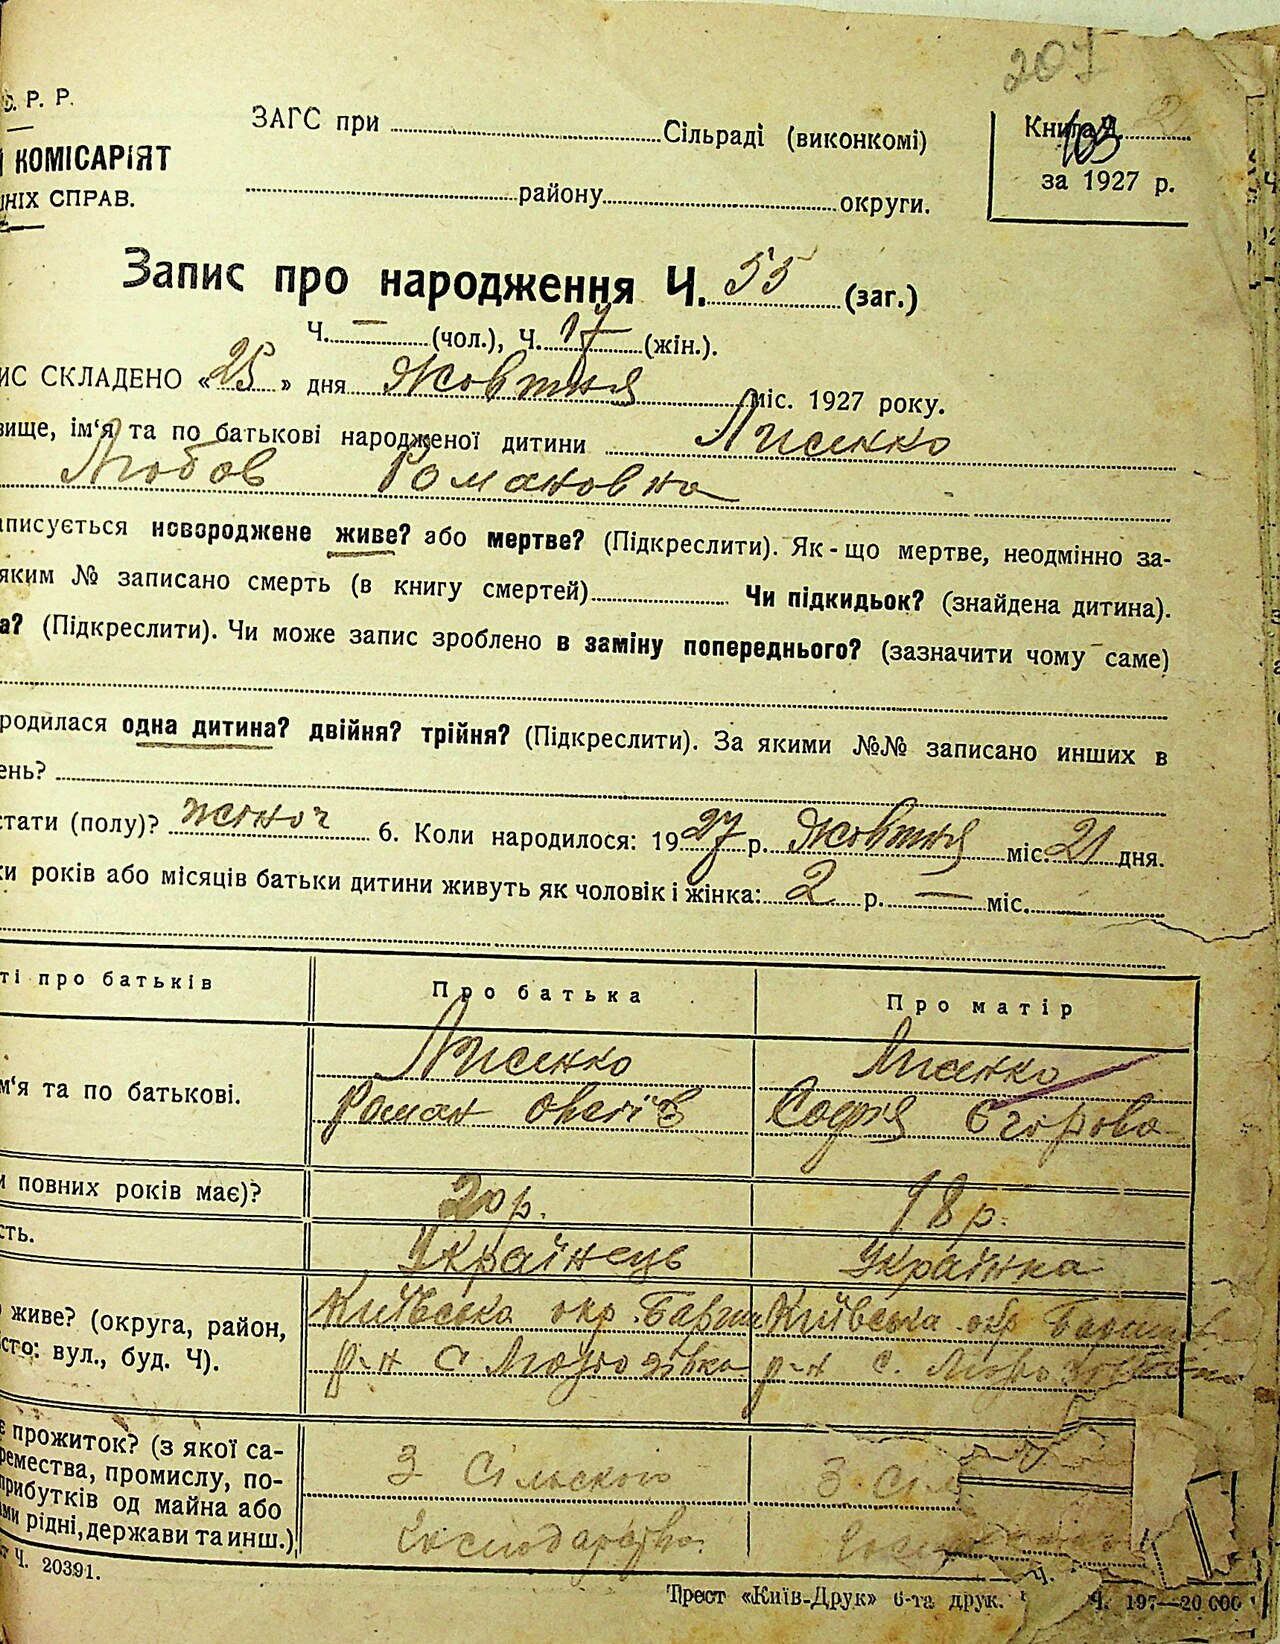 207
С. Р. Р.
ЗАГС при Сільраді (виконкомі)
Книга Ч.
103
КОМІСАРІЯТ
за 1927 р.
НІХ СПРАВ.
району округи.
Запис про народження Ч. 55 (заг.)
Ч. — (чол.), Ч. 17 (жін.).
ИС СКЛАДЕНО «25» дня Жовтня міс. 1927 року.
вище, ім'я та по батькові народженої дитини Лисенко
Любов Романовна
писується новороджене живе? або мертве? (Підкреслити). Як-що мертве, неодмінно за-
яким № записано смерть (в книгу смертей) Чи підкидьок? (знайдена дитина).
а? (Підкреслити). Чи може запис зроблено в заміну попереднього? (зазначити чому саме)
родилася одна дитина? двійня? трійня? (Підкреслити). За якими №№ записано инших в
ень?
стати (полу)? жіноч 6. Коли народилося: 1927 р. Жовтня міс. 21 дня.
ки років або місяців батьки дитини живуть як чоловік і жінка: 2 р. — міс.
ті про батьків Про батька Про матір
Лисенко Лисенко
м'я та по батькові. Роман Софія Єгорова
и повних років має)? 20 р. 18 р.
сть. Українець Українка
живе? (округа, район, Київська окр. Київська окр
сто: вул., буд. Ч). р-н с. р-н с.
є прожиток? (з якої са-
ремества, промислу, по- З Сільского З Сіл
прибутків од майна або
ми рідні, держави та инш.) Господарства.
Ч. 20391.
Трест «Київ-Друк» 6-та друк. Ч. 197—20 000